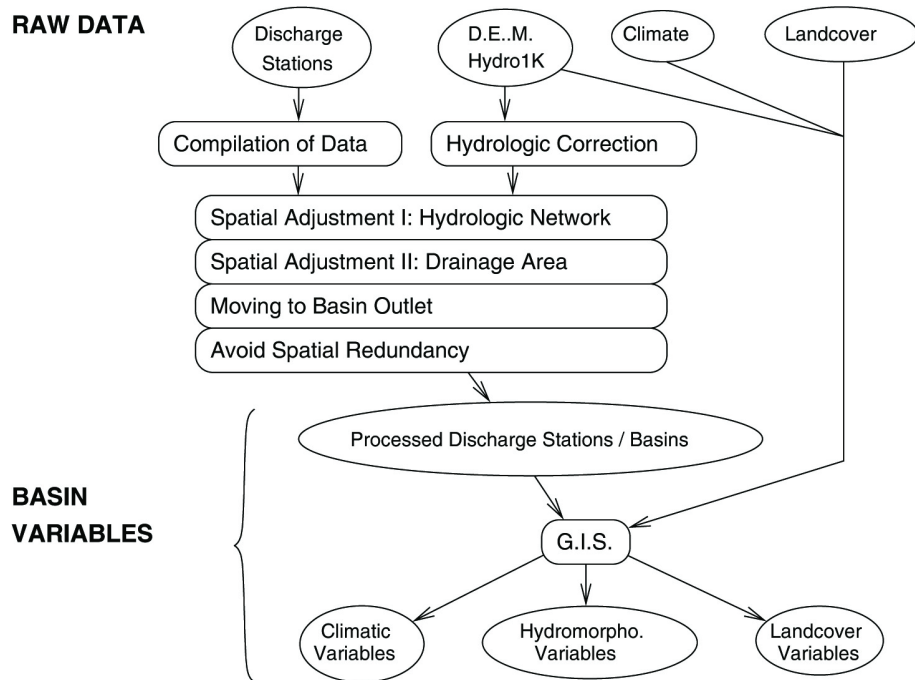 RAW DATA
Discharge
Stations
D.E..M.
Hydro1K
Climate
Landcover
Compilation of Data
Hydrologic Correction
Spatial Adjustment I: Hydrologic Network
Spatial Adjustment II: Drainage Area
Moving to Basin Outlet
Avoid Spatial Redundancy
Processed Discharge Stations / Basins
BASIN
VARIABLES
G.I.S.
Climatic
Variables
Hydromorpho.
Variables
Landcover
Variables